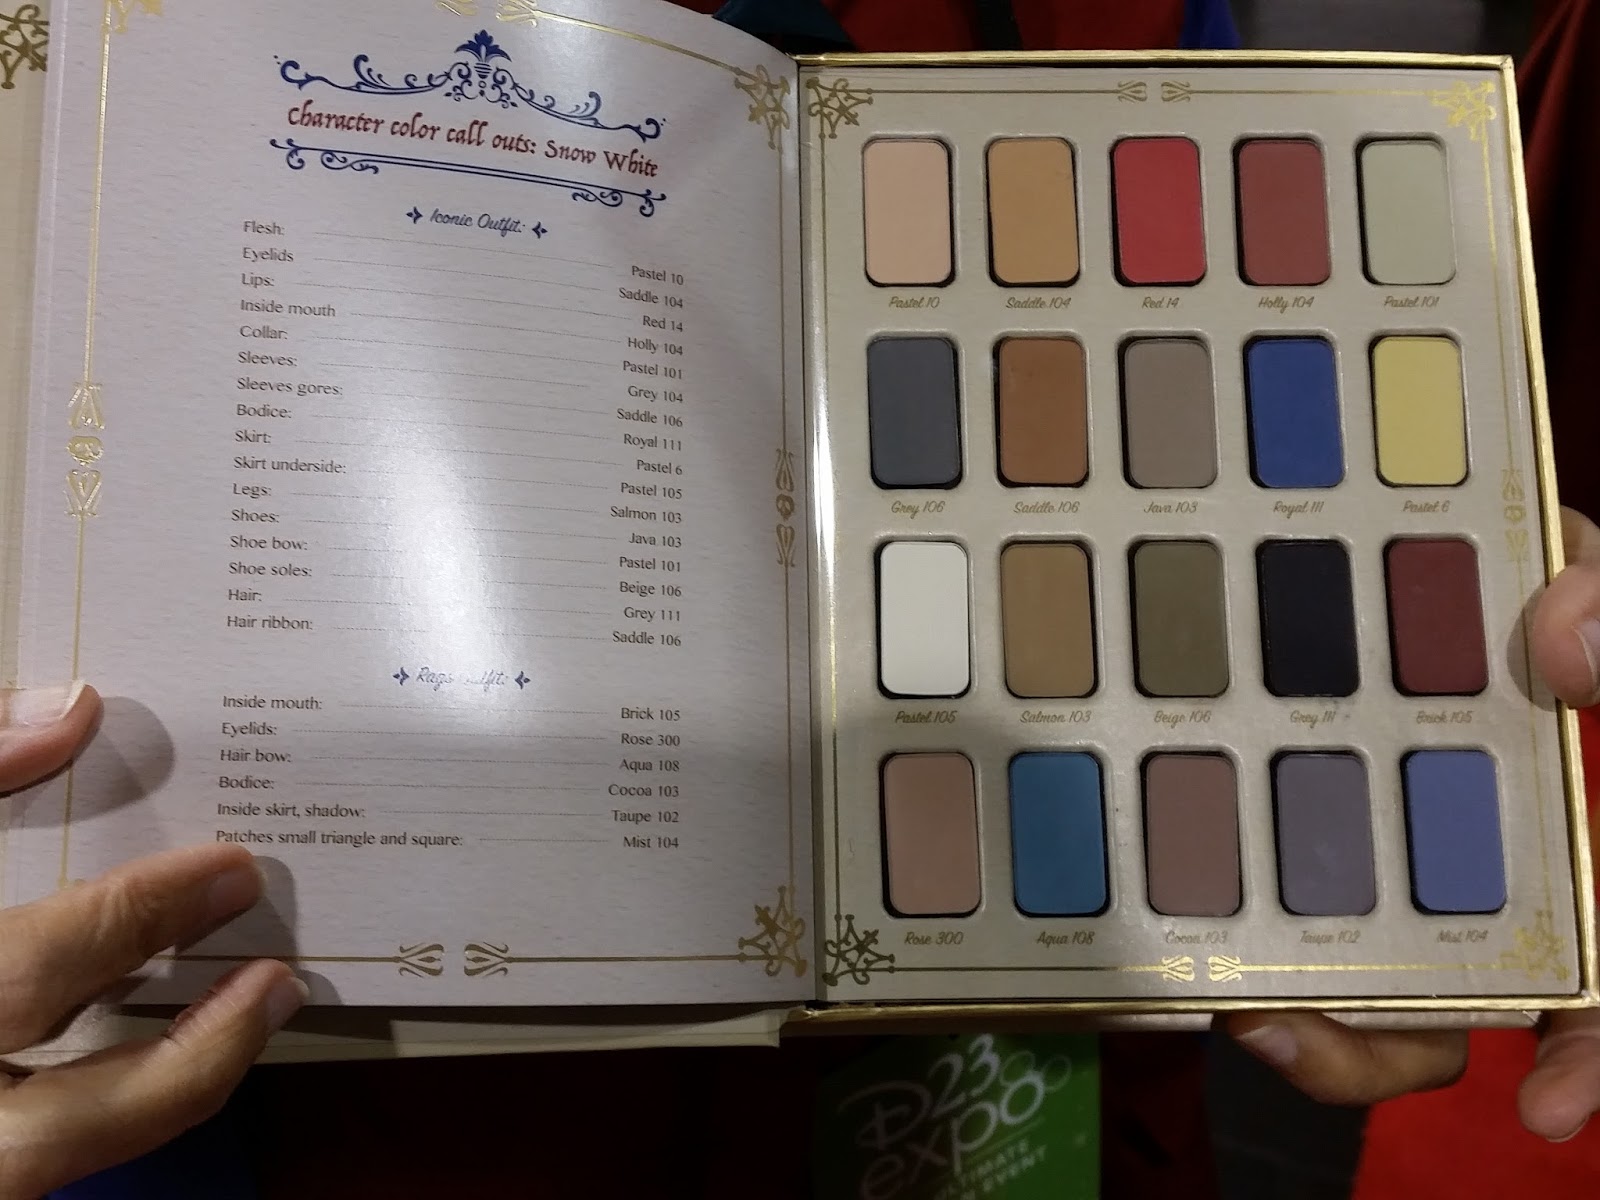 Character color call outs: Snow White
Iconic Outfit:
Flesh: Pastel 10
Eyelids Saddle 104
Lips: Red 14
Inside mouth Holly 104
Collar: Pastel 101
Sleeves: Grey 104
Sleeves gores: Saddle 106
Bodice: Royal 111
Skirt: Pastel 6
Skirt underside: Pastel 105
Legs: Salmon 103
Shoes: Java 103
Shoe bow: Pastel 101
Shoe soles: Beige 106
Hair: Grey 111
Hair ribbon: Saddle 106
Rags
Inside mouth: Brick 105
Eyelids: Rose 300
Hair bow: Aqua 108
Bodice: Cocoa 103
Inside skirt, shadow: Taupe 102
Patches small triangle and square: Mist 104
Pastel 10 Saddle 104 Red 14 Holly 104 Pastel 101
Grey 106 Saddle 106 Java 103 Royal 111 Pastel 6
Pastel 105 Salmon 103 Beige 106 Grey 111 Brick 105
Rose 300 Aqua 108 Cocoa 103 Taupe 102 Mist 104
D23
expo
ULTIMATE
EVENT